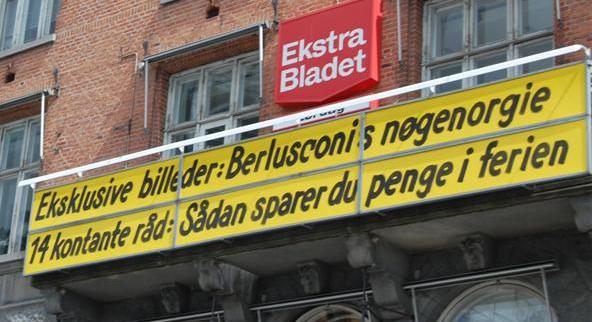 Ekstra
Bladet
Eksklusive billeder: Berlusconis nøgenorgie
14 kontante råd: Sådan sparer du penge i ferien